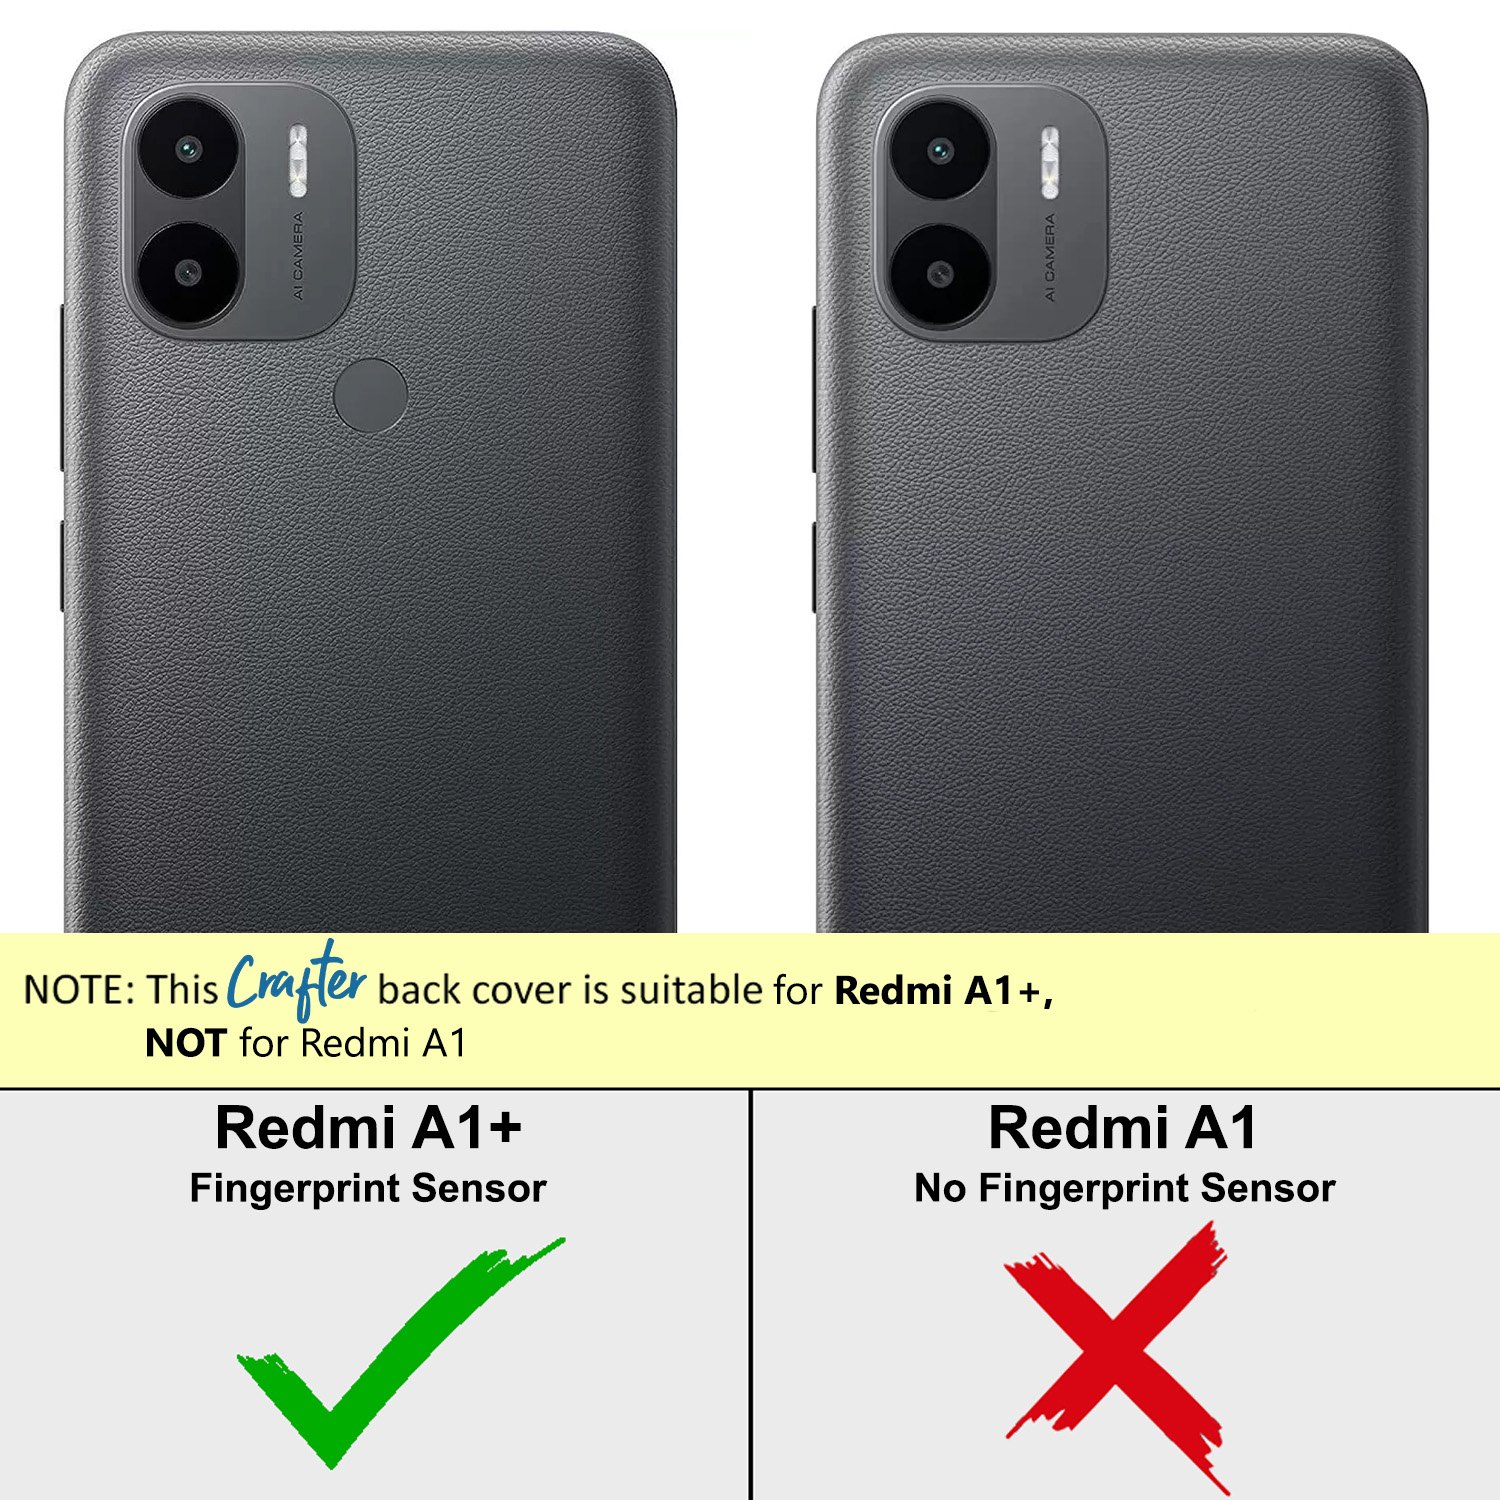 AI CAMERA
AI CAMERA
NOTE: This Crafter back cover is suitable for Redmi A1+,
NOT for Redmi A1
Redmi A1+
Fingerprint Sensor
Redmi A1
No Fingerprint Sensor